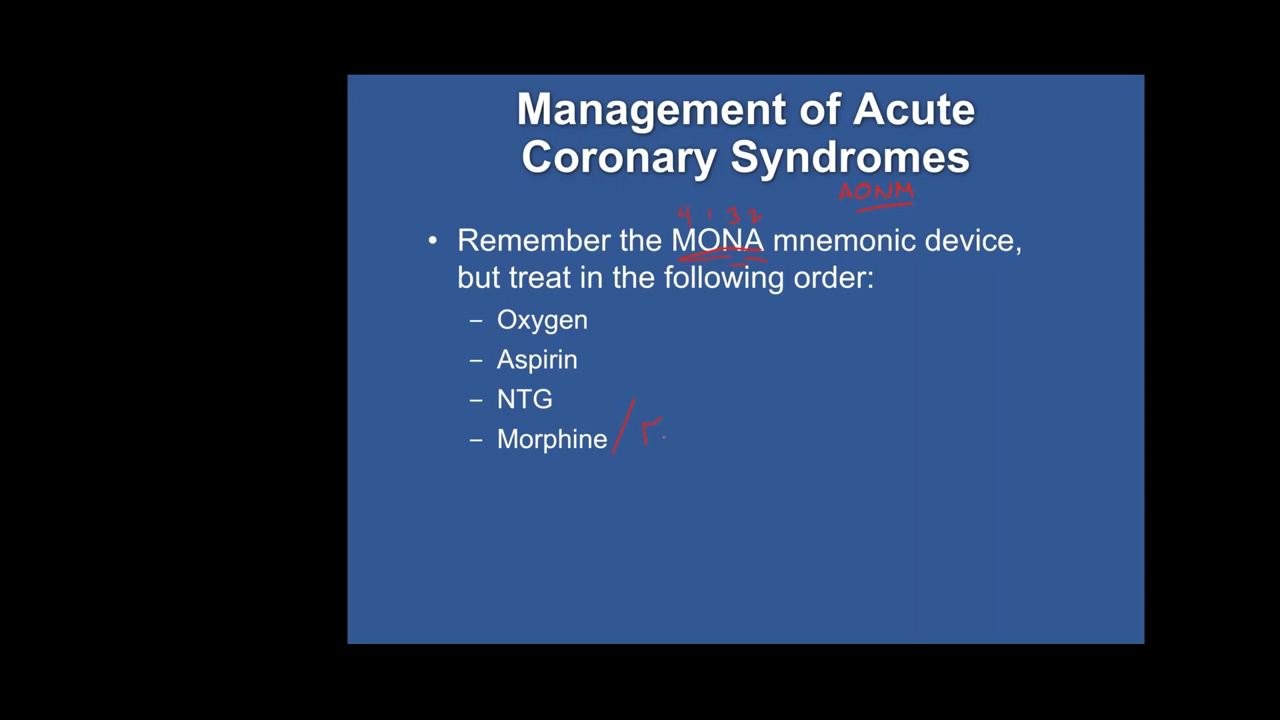 Management of Acute
Coronary Syndromes
AONM
4 1 3 2
• Remember the MONA mnemonic device,
but treat in the following order:
– Oxygen
– Aspirin
– NTG
– Morphine /